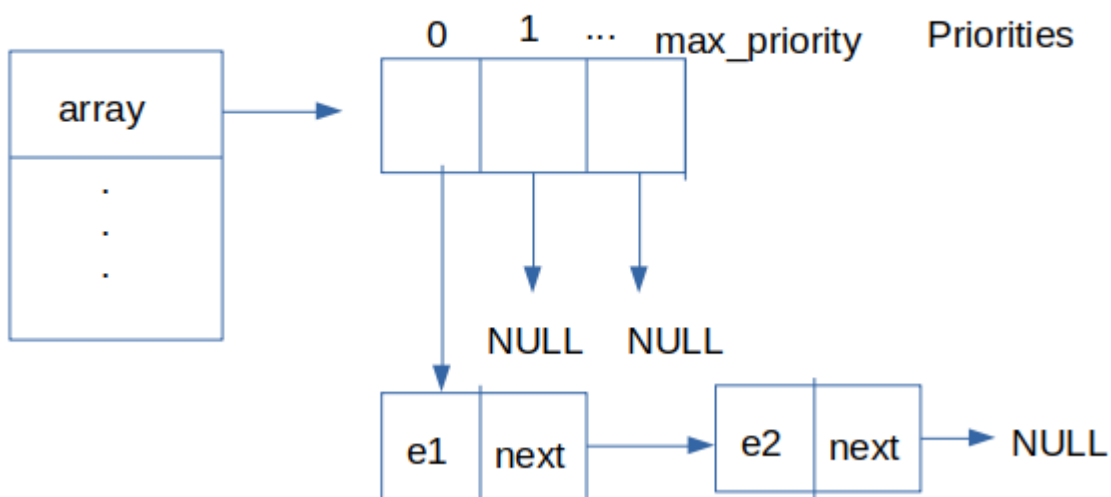 0 1 ... max_priority Priorities
array
.
.
.
NULL NULL
e1 next e2 next NULL